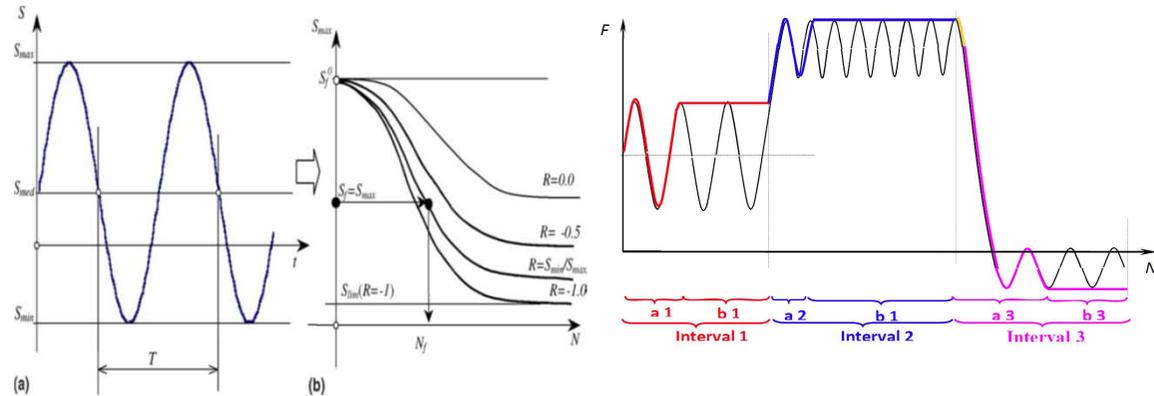 S
Smax
Smed
Smin
t
T
(a)
Smax
Sf0
Sf=Smax
R=0.0
R= -0.5
R=Smin/Smax
R=-1.0
Slim(R=-1)
Nf
N
(b)
F
N
a 1
b 1
a 2
b 1
a 3
b 3
Interval 1
Interval 2
Interval 3